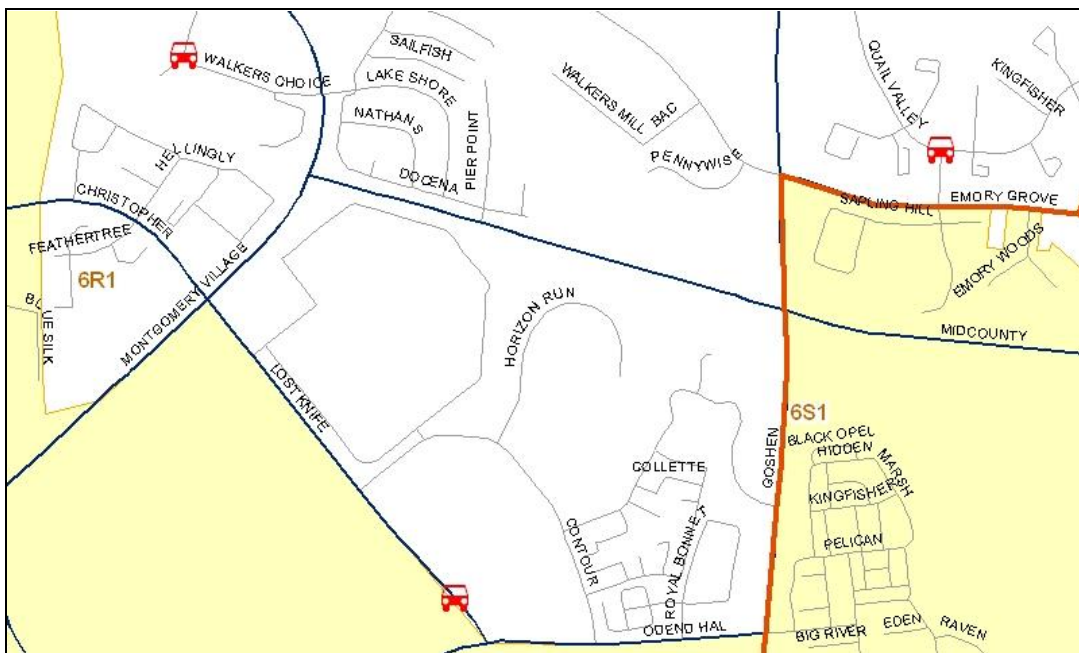 SAILFISH
WALKERS CHOICE
LAKE SHORE
NATHANS
DOCENA
PIER POINT
WALKERS MILL
BAC
PENNYWISE
QUAIL VALLEY
KINGFISHER
EMORY GROVE
SAPLING HILL
EMORY WOODS
HELLINGLY
CHRISTOPHER
FEATHERTREE
6R1
BLUE SILK
MONTGOMERY VILLAGE
LOST KNIFE
HORIZON RUN
MIDCOUNTY
6S1
GOSHEN
BLACK OPEL
HIDDEN
MARSH
KINGFISHER
PELICAN
COLLETTE
CONTOUR
ROYAL BONNET
ODEND HAL
BIG RIVER
EDEN
RAVEN